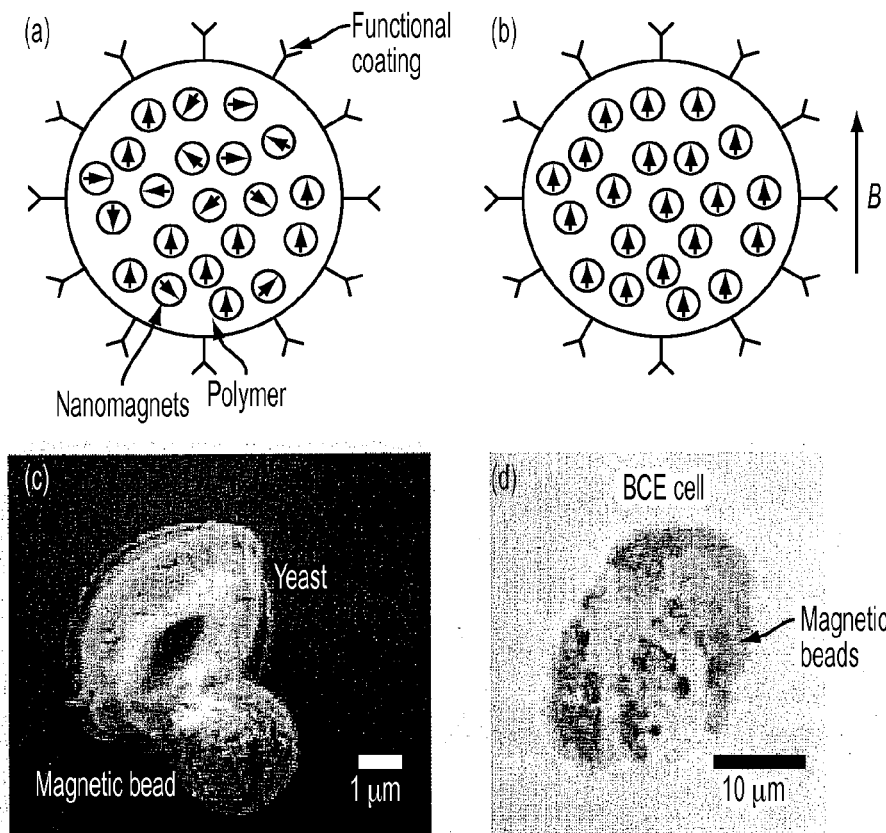 (a)
Functional
coating
(b)
B
Nanomagnets
Polymer
(c)
Yeast
Magnetic bead
1 μm
(d)
BCE cell
Magnetic
beads
10 μm